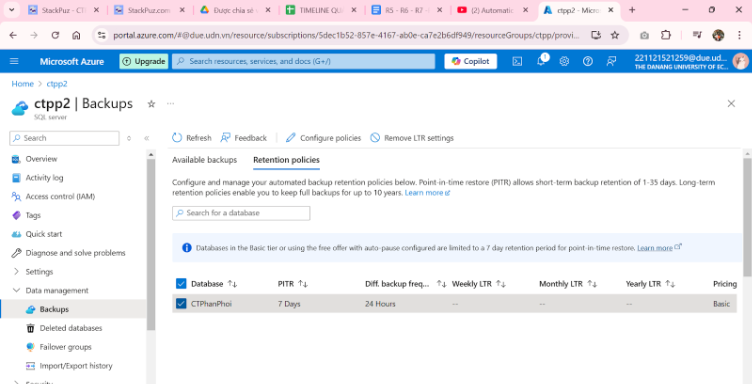 StackPuz - CT
StackPuz.com
Được chia sẻ -
TIMELINE QU
R5 - R6 - R7 -
(2) Automatic
ctpp2 - Micro
portal.azure.com/#@due.udn.vn/resource/subscriptions/5dec1b52-857e-4167-ab0e-ca7e2b6df949/resourceGroups/ctpp/provi...
Microsoft Azure
Upgrade
Search resources, services, and docs (G+/)
Copilot
1
221121521259@due.ud...
THE DANANG UNIVERSITY OF EC...
Home > ctpp2
ctpp2 | Backups
SQL server
Search
Refresh
Feedback
Configure policies
Remove LTR settings
Overview
Activity log
Access control (IAM)
Tags
Quick start
Diagnose and solve problems
Settings
Data management
Backups
Deleted databases
Failover groups
Import/Export history
Security
Available backups
Retention policies
Configure and manage your automated backup retention policies below. Point-in-time restore (PITR) allows short-term backup retention of 1-35 days. Long-term
retention policies enable you to keep full backups for up to 10 years. Learn more
Search for a database
Databases in the Basic tier or using the free offer with auto-pause configured are limited to a 7 day retention period for point-in-time restore. Learn more
Database PITR Diff. backup freq... Weekly LTR Monthly LTR Yearly LTR Pricing
CTPhanPhoi 7 Days 24 Hours -- -- -- Basic